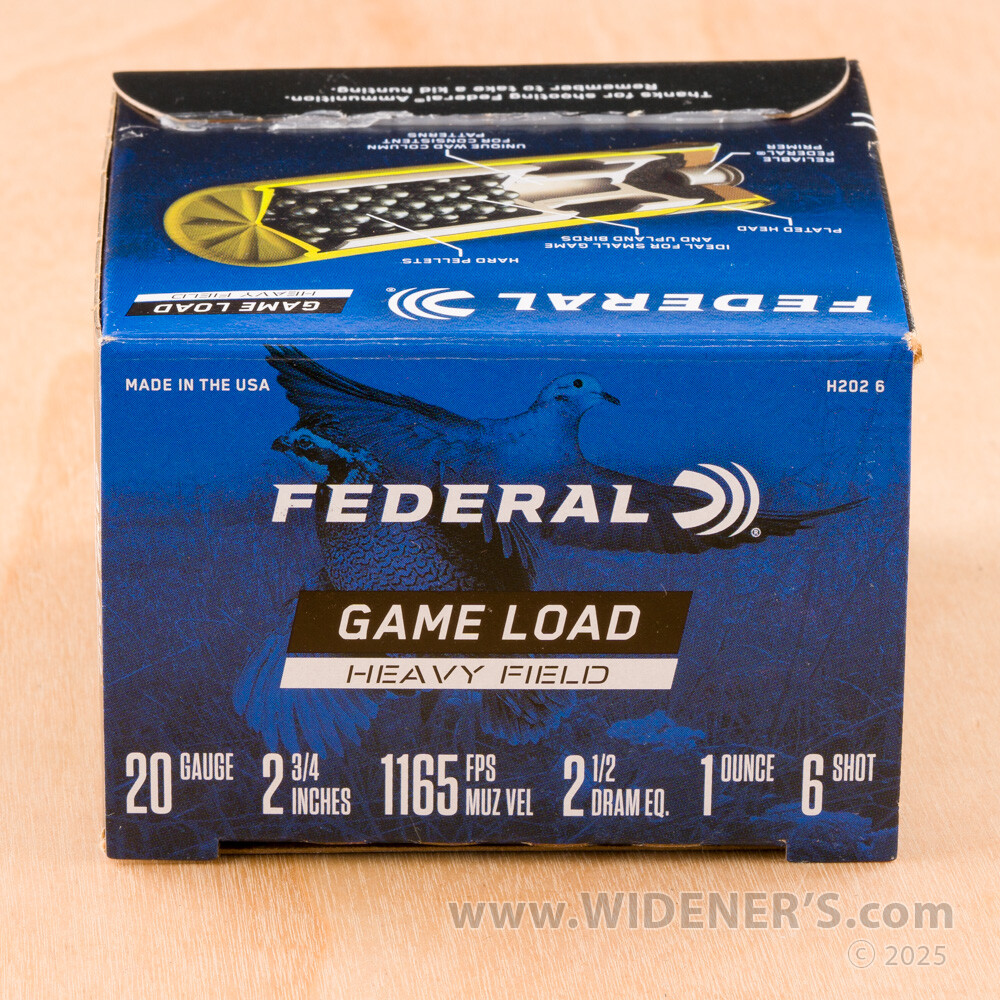 Thanks for shooting Federal® Ammunition.
Remember to take a kid hunting.
UNIQUE WAD COLUMN
FOR CONSISTENT
PATTERNS
RELIABLE
FEDERAL®
PRIMER
HARD PELLETS
IDEAL FOR SMALL GAME
AND UPLAND BIRDS
PLATED HEAD
FEDERAL®
GAME LOAD
HEAVY FIELD
MADE IN THE USA
H202 6
FEDERAL®
GAME LOAD
HEAVY FIELD
20 GAUGE
2 3/4 INCHES
1165 FPS MUZ VEL
2 1/2 DRAM EQ.
1 OUNCE
6 SHOT
www.WIDENER'S.com
© 2025